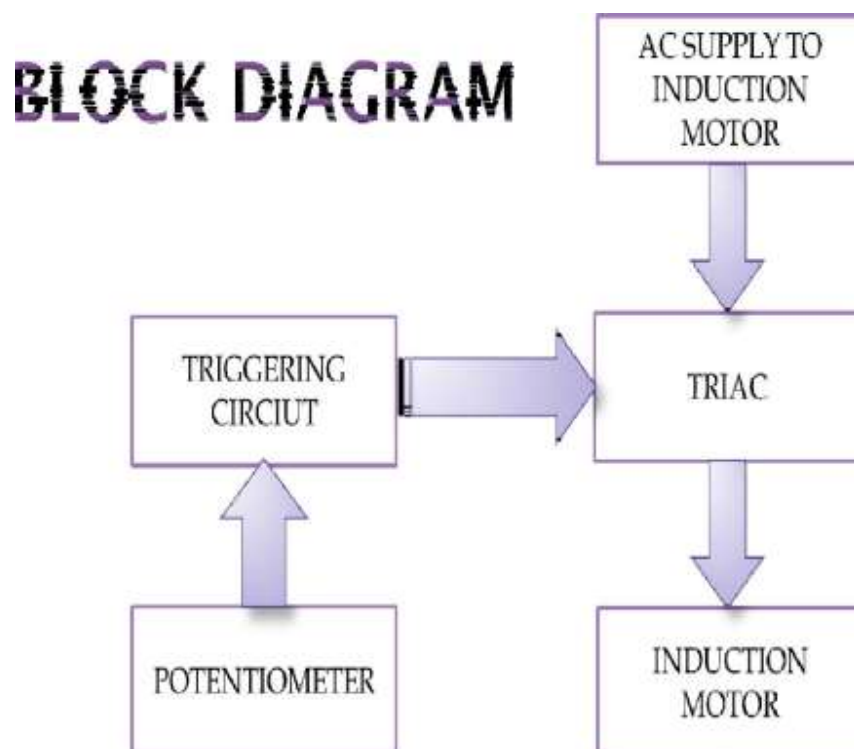 BLOCK DIAGRAM
AC SUPPLY TO
INDUCTION
MOTOR
TRIGGERING
CIRCIUT
TRIAC
POTENTIOMETER
INDUCTION
MOTOR